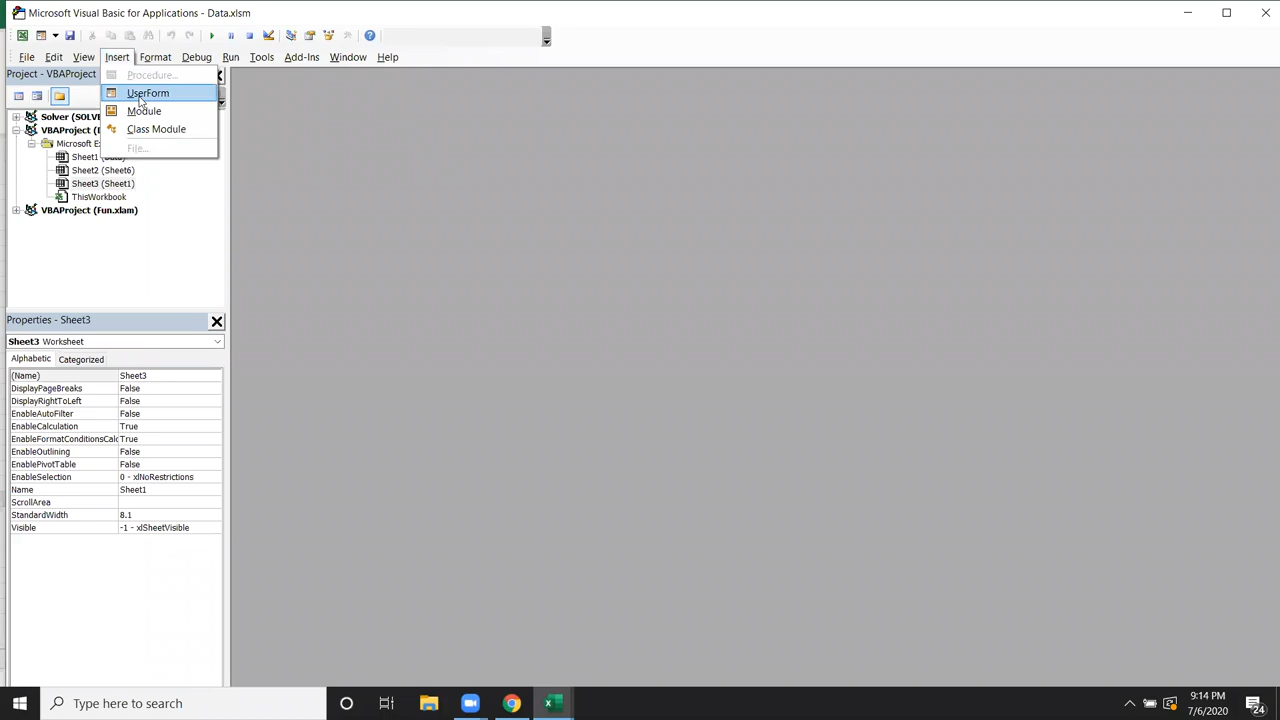 Microsoft Visual Basic for Applications - Data.xlsm
File Edit View Insert Format Debug Run Tools Add-Ins Window Help
Project - VBAProject
Procedure...
UserForm
Module
Class Module
File...
Solver (SOLV
VBAProject (
Microsoft Ex
Sheet1
Sheet2 (Sheet6)
Sheet3 (Sheet1)
ThisWorkbook
VBAProject (Fun.xlam)
Properties - Sheet3
Sheet3 Worksheet
Alphabetic Categorized
(Name) Sheet3
DisplayPageBreaks False
DisplayRightToLeft False
EnableAutoFilter False
EnableCalculation True
EnableFormatConditionsCalc True
EnableOutlining False
EnablePivotTable False
EnableSelection 0 - xlNoRestrictions
Name Sheet1
ScrollArea
StandardWidth 8.1
Visible -1 - xlSheetVisible
Type here to search
9:14 PM
7/6/2020
24